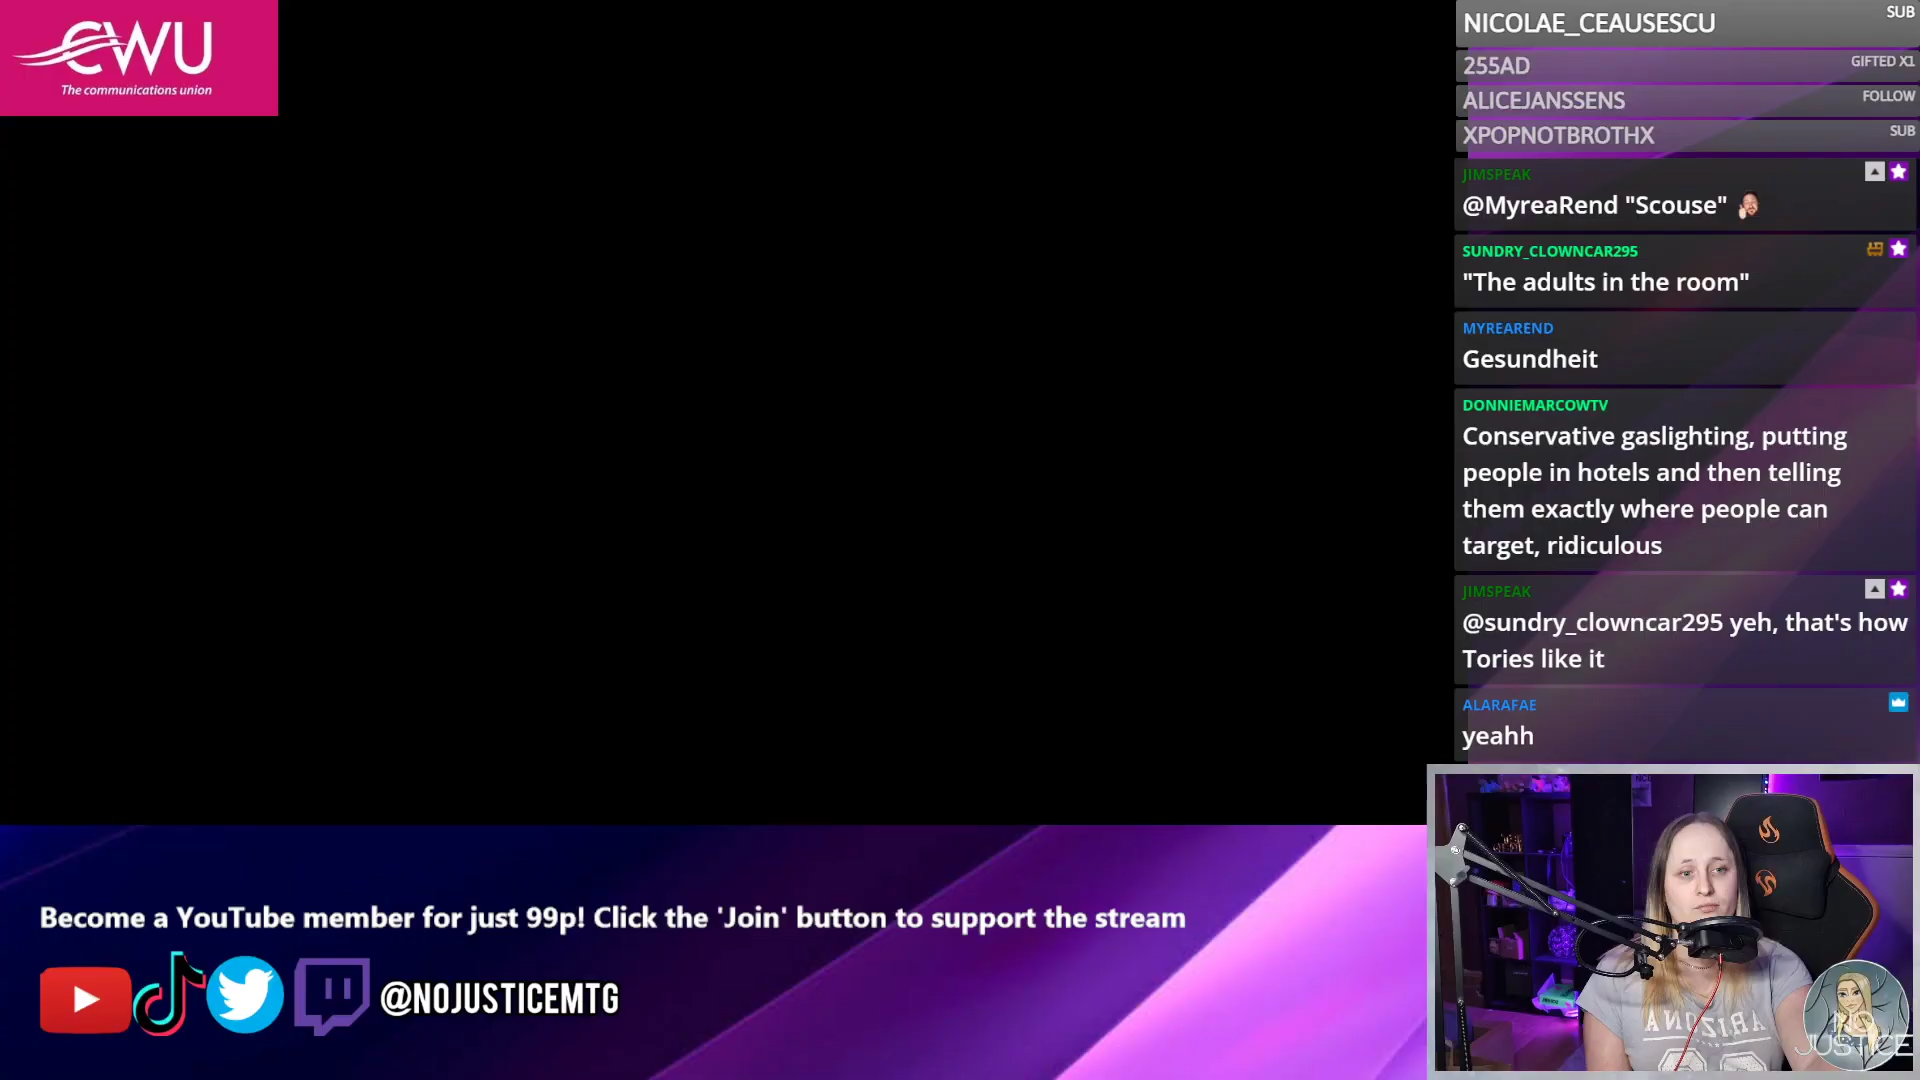 CWU
The communications union
NICOLAE_CEAUSESCU SUB
255AD GIFTED X1
ALICEJANSSENS FOLLOW
XPOPNOTBROTHX SUB
JIMSPEAK
@MyreaRend "Scouse"
SUNDRY_CLOWNCAR295
"The adults in the room"
MYREAREND
Gesundheit
DONNIEMARCOWTV
Conservative gaslighting, putting
people in hotels and then telling
them exactly where people can
target, ridiculous
JIMSPEAK
@sundry_clowncar295 yeh, that's how
Tories like it
ALARAFAE
yeahh
Become a YouTube member for just 99p! Click the 'Join' button to support the stream
@NOJUSTICEMTG
ARIZONA
NO
JUSTICE